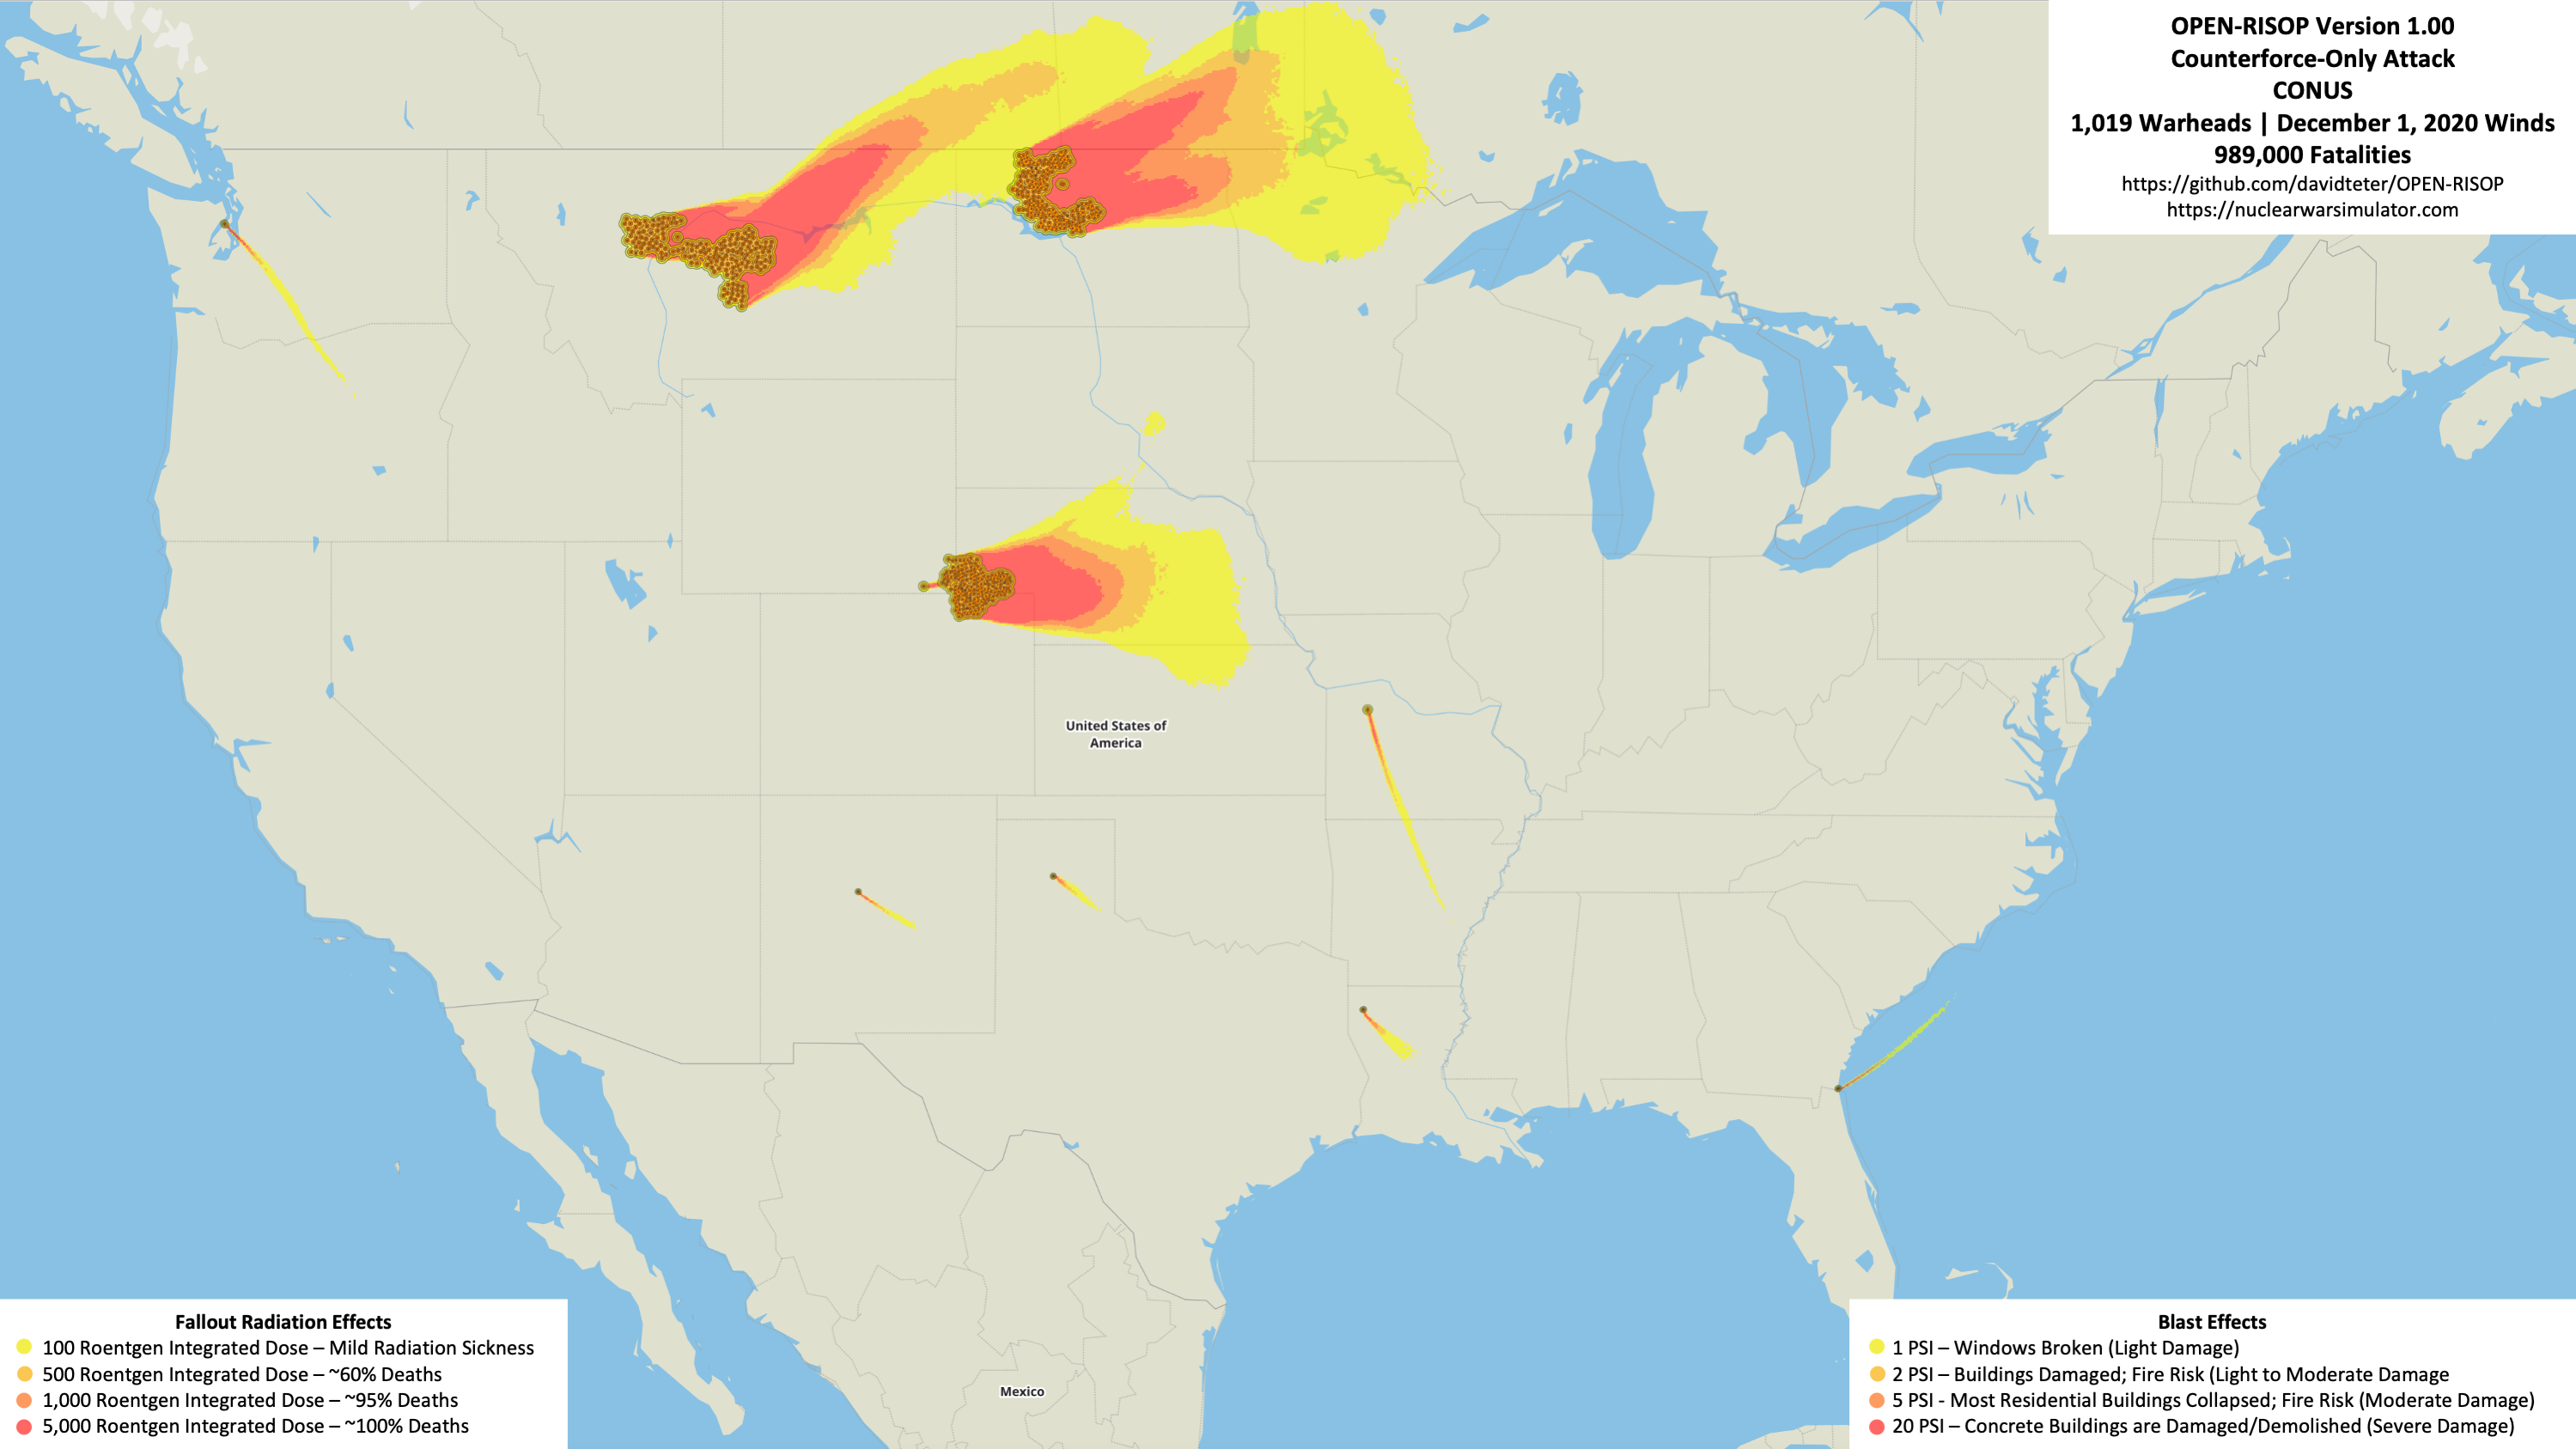 OPEN-RISOP Version 1.00
Counterforce-Only Attack
CONUS
1,019 Warheads | December 1, 2020 Winds
989,000 Fatalities
https://github.com/davidteter/OPEN-RISOP
https://nuclearwarsimulator.com
United States of
America
Mexico
Fallout Radiation Effects
100 Roentgen Integrated Dose – Mild Radiation Sickness
500 Roentgen Integrated Dose – ~60% Deaths
1,000 Roentgen Integrated Dose – ~95% Deaths
5,000 Roentgen Integrated Dose – ~100% Deaths
Blast Effects
1 PSI – Windows Broken (Light Damage)
2 PSI – Buildings Damaged; Fire Risk (Light to Moderate Damage
5 PSI - Most Residential Buildings Collapsed; Fire Risk (Moderate Damage)
20 PSI – Concrete Buildings are Damaged/Demolished (Severe Damage)